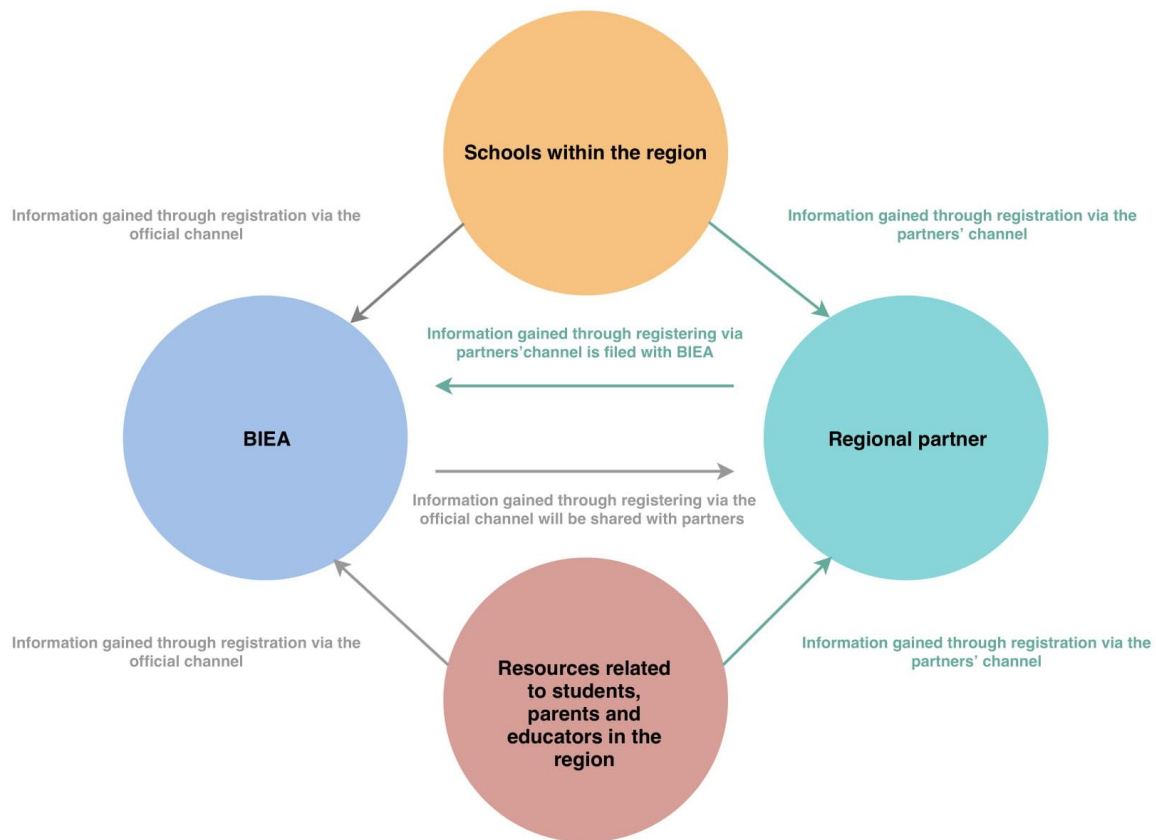 Schools within the region
Information gained through registration via the
official channel
Information gained through registration via the
partners' channel
Information gained through registering via
partners'channel is filed with BIEA
BIEA
Regional partner
Information gained through registering via the
official channel will be shared with partners
Information gained through registration via the
official channel
Information gained through registration via the
partners' channel
Resources related
to students,
parents and
educators in the
region